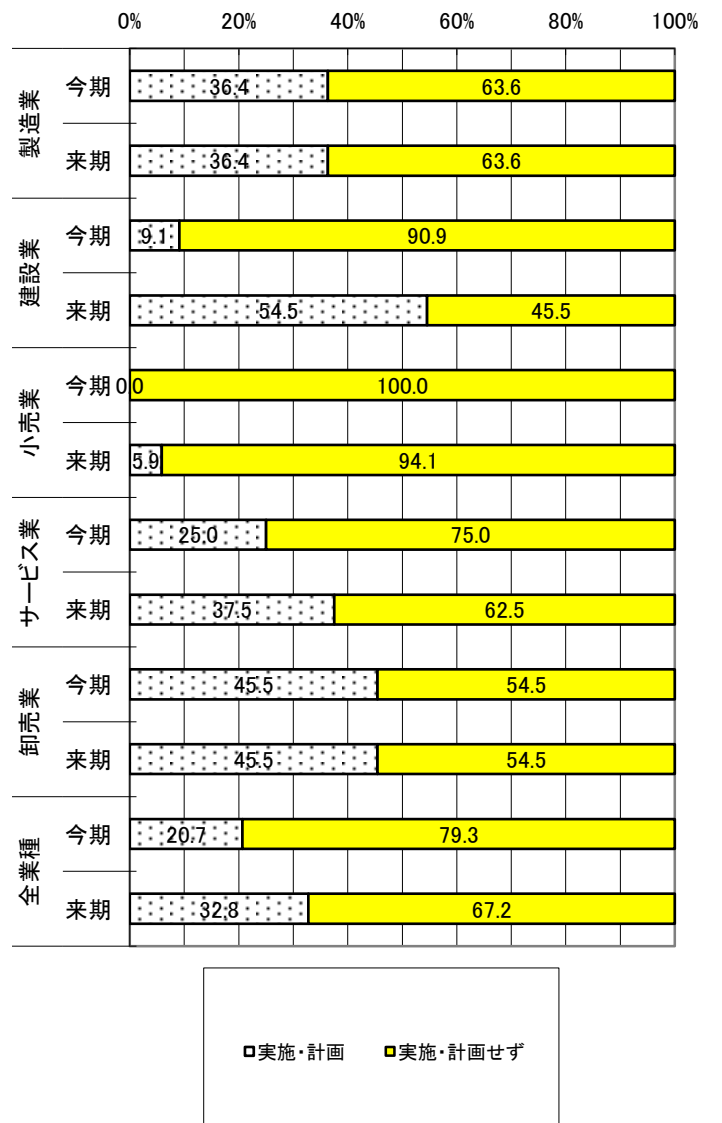 0% 20% 40% 60% 80% 100%
製造業
今期 36.4 63.6
来期 36.4 63.6
建設業
今期 9.1 90.9
来期 54.5 45.5
小売業
今期 0.0 100.0
来期 5.9 94.1
サービス業
今期 25.0 75.0
来期 37.5 62.5
卸売業
今期 45.5 54.5
来期 45.5 54.5
全業種
今期 20.7 79.3
来期 32.8 67.2
実施・計画 実施・計画せず